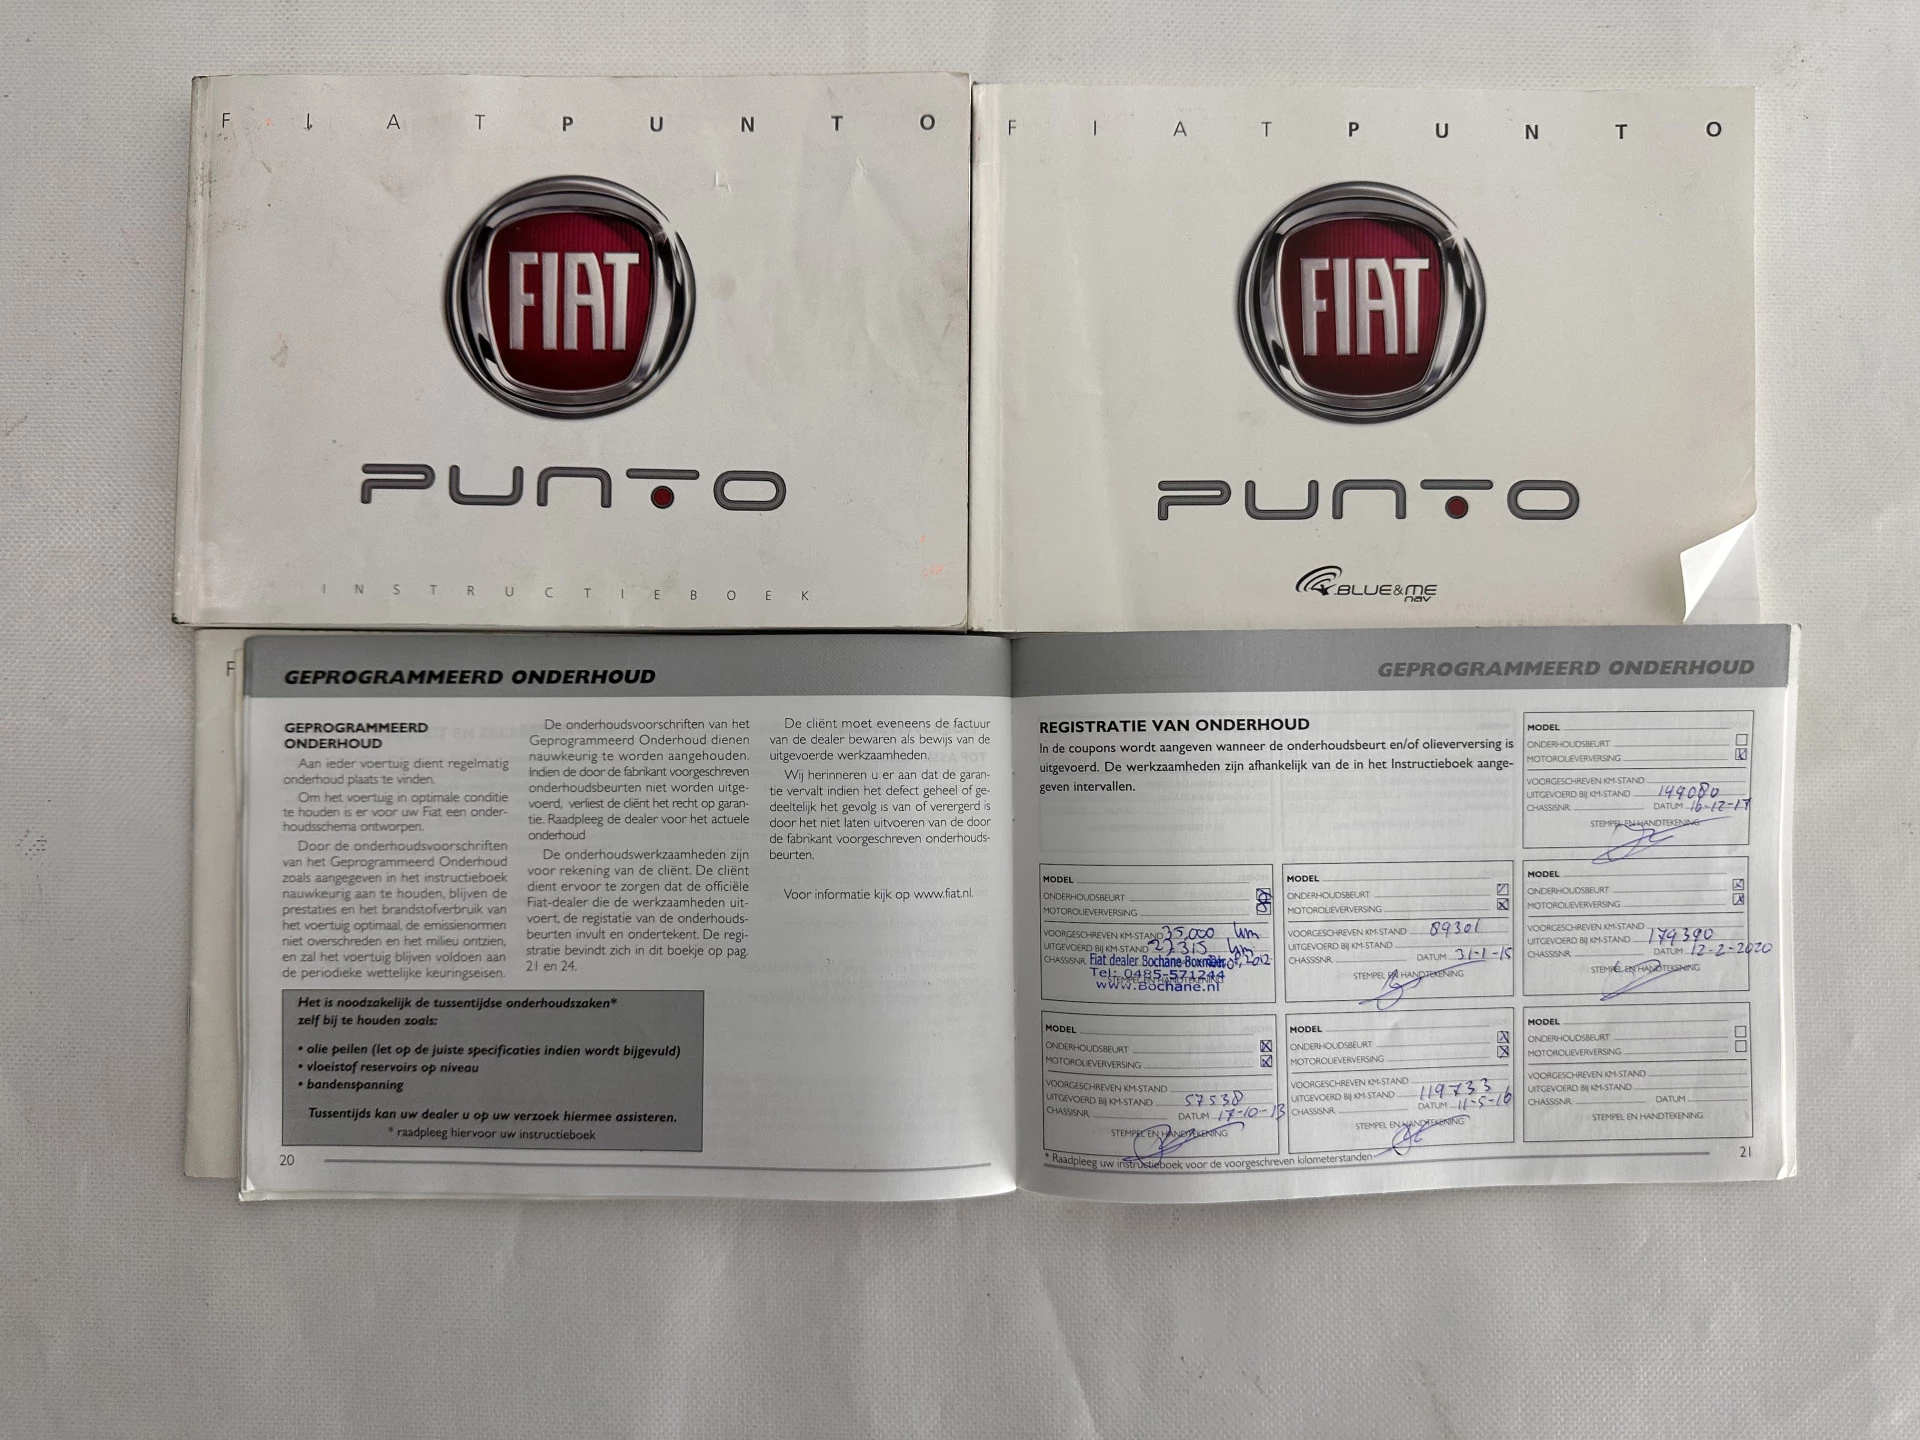 F I A T P U N T O
FIAT
PUNTO
I N S T R U C T I E B O E K
F I A T P U N T O
FIAT
PUNTO
BLUE&ME
nav
F
GEPROGRAMMEERD ONDERHOUD
GEPROGRAMMEERD
ONDERHOUD
Aan ieder voertuig dient regelmatig
onderhoud plaats te vinden.
Om het voertuig in optimale conditie
te houden is er voor uw Fiat een onder-
houdsschema ontworpen.
Door de onderhoudsvoorschriften
van het Geprogrammeerd Onderhoud
zoals aangegeven in het instructieboek
nauwkeurig aan te houden, blijven de
prestaties en het brandstofverbruik van
het voertuig optimaal, de emissienormen
niet overschreden en het milieu ontzien,
en zal het voertuig blijven voldoen aan
de periodieke wettelijke keuringseisen.
De onderhoudsvoorschriften van het
Geprogrammeerd Onderhoud dienen
nauwkeurig te worden aangehouden.
Indien de door de fabrikant voorgeschreven
onderhoudsbeurten niet worden uitge-
voerd, verliest de cliënt het recht op garan-
tie. Raadpleeg de dealer voor het actuele
onderhoud
De onderhoudswerkzaamheden zijn
voor rekening van de cliënt. De cliënt
dient ervoor te zorgen dat de officiële
Fiat-dealer die de werkzaamheden uit-
voert, de registatie van de onderhouds-
beurten invult en ondertekent. De regi-
stratie bevindt zich in dit boekje op pag.
21 en 24.
De cliënt moet eveneens de factuur
van de dealer bewaren als bewijs van de
uitgevoerde werkzaamheden.
Wij herinneren u er aan dat de garan-
tie vervalt indien het defect geheel of ge-
deeltelijk het gevolg is van of verergerd is
door het niet laten uitvoeren van de door
de fabrikant voorgeschreven onderhouds-
beurten.
Voor informatie kijk op www.fiat.nl.
Het is noodzakelijk de tussentijdse onderhoudszaken*
zelf bij te houden zoals:
• olie peilen (let op de juiste specificaties indien wordt bijgevuld)
• vloeistof reservoirs op niveau
• bandenspanning
Tussentijds kan uw dealer u op uw verzoek hiermee assisteren.
* raadpleeg hiervoor uw instructieboek
20
GEPROGRAMMEERD ONDERHOUD
REGISTRATIE VAN ONDERHOUD
In de coupons wordt aangeven wanneer de onderhoudsbeurt en/of olieverversing is
uitgevoerd. De werkzaamheden zijn afhankelijk van de in het Instructieboek aange-
geven intervallen.
MODEL
ONDERHOUDSBEURT
MOTOROLIEVERVERSING
VOORGESCHREVEN KM-STAND
UITGEVOERD BIJ KM-STAND 149080
CHASSISNR. DATUM 16-12-17
STEMPEL EN HANDTEKENING
MODEL
ONDERHOUDSBEURT
MOTOROLIEVERVERSING
VOORGESCHREVEN KM-STAND 35.000 km
UITGEVOERD BIJ KM-STAND 27315 km
CHASSISNR. Fiat dealer Bochane Boxmeer 2012
Tel: 0485-571244
STEMPEL EN HANDTEKENING
www.Bochane.nl
MODEL
ONDERHOUDSBEURT
MOTOROLIEVERVERSING
VOORGESCHREVEN KM-STAND 89301
UITGEVOERD BIJ KM-STAND
CHASSISNR. DATUM 31-1-15
STEMPEL EN HANDTEKENING
MODEL
ONDERHOUDSBEURT
MOTOROLIEVERVERSING
VOORGESCHREVEN KM-STAND
UITGEVOERD BIJ KM-STAND 179390
CHASSISNR. DATUM 12-2-2020
STEMPEL EN HANDTEKENING
MODEL
ONDERHOUDSBEURT
MOTOROLIEVERVERSING
VOORGESCHREVEN KM-STAND
UITGEVOERD BIJ KM-STAND 57538
CHASSISNR. DATUM 17-10-13
STEMPEL EN HANDTEKENING
MODEL
ONDERHOUDSBEURT
MOTOROLIEVERVERSING
VOORGESCHREVEN KM-STAND
UITGEVOERD BIJ KM-STAND 119733
CHASSISNR. DATUM 11-5-16
STEMPEL EN HANDTEKENING
MODEL
ONDERHOUDSBEURT
MOTOROLIEVERVERSING
VOORGESCHREVEN KM-STAND
UITGEVOERD BIJ KM-STAND
CHASSISNR. DATUM
STEMPEL EN HANDTEKENING
* Raadpleeg uw instructieboek voor de voorgeschreven kilometerstanden
21